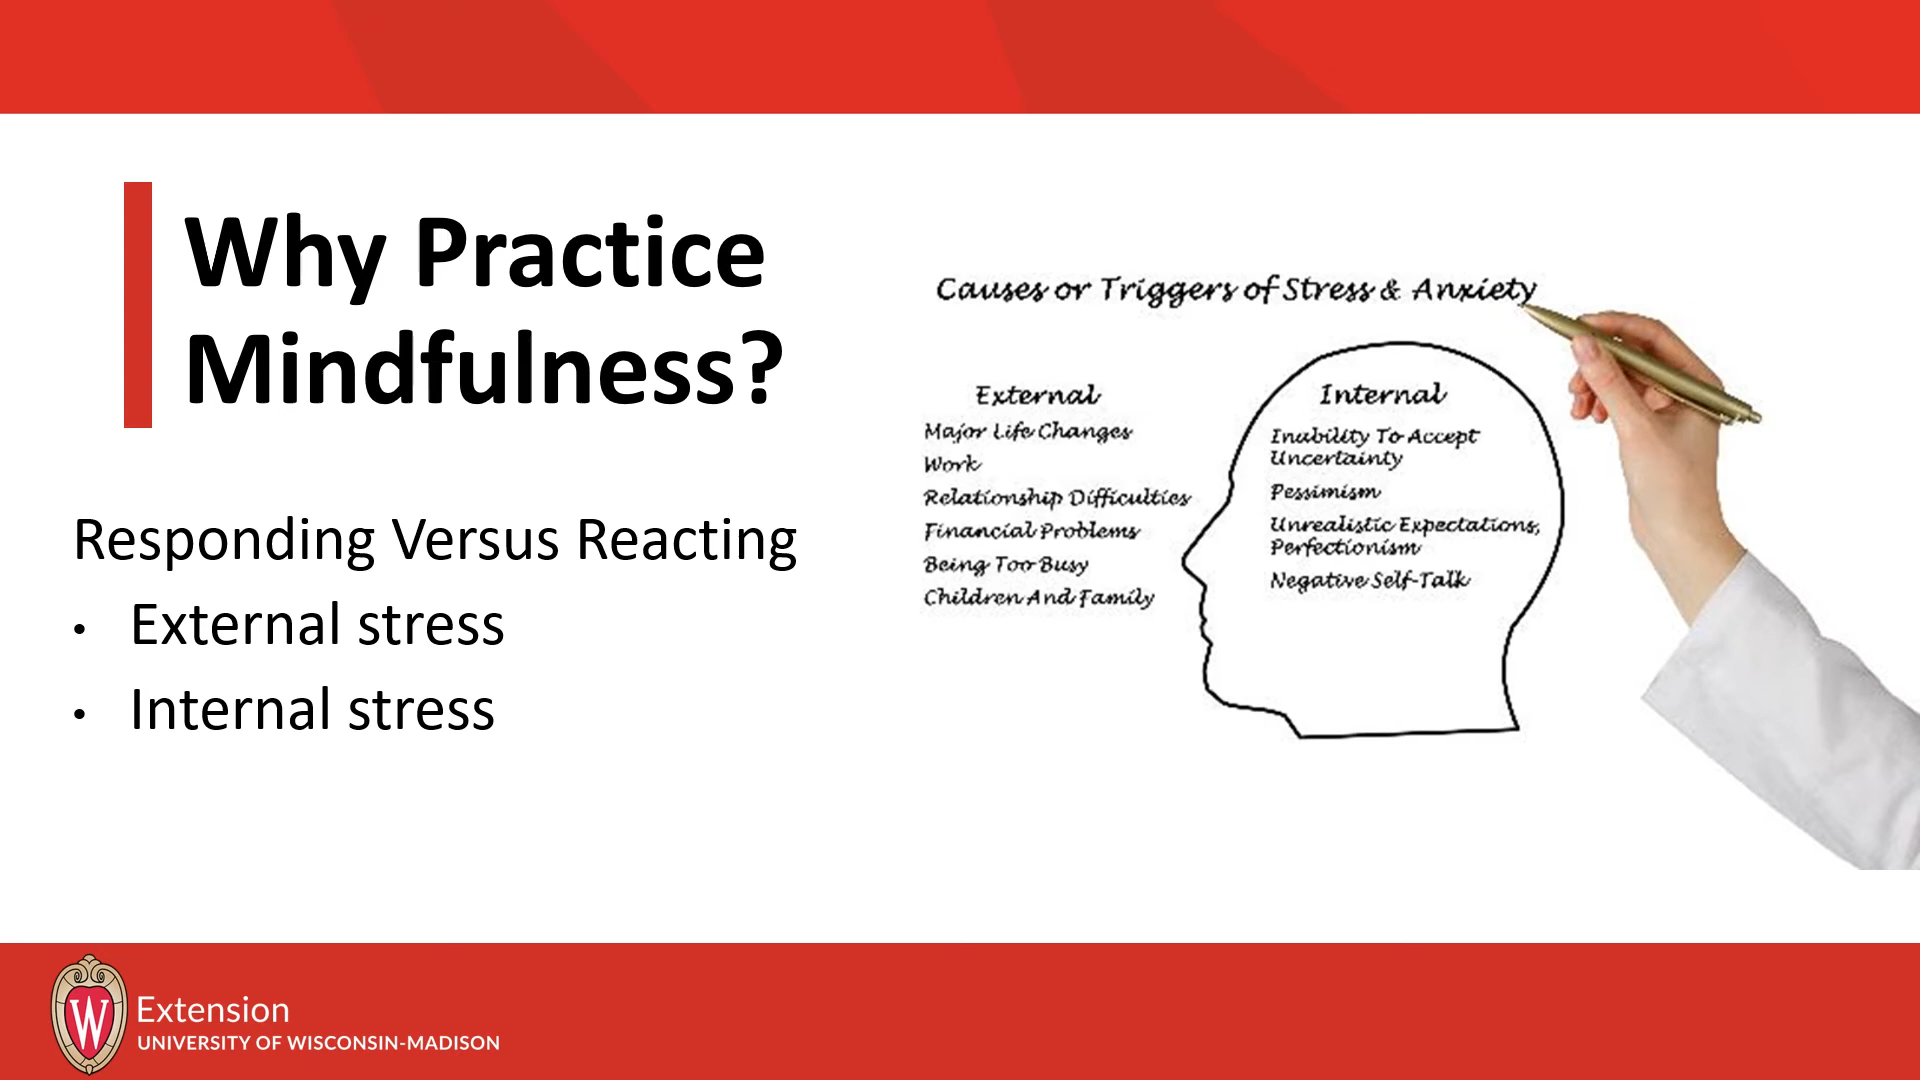 Why Practice
Mindfulness?
Responding Versus Reacting
• External stress
• Internal stress
Causes or Triggers of Stress & Anxiety
External
Major Life Changes
Work
Relationship Difficulties
Financial Problems
Being Too Busy
Children And Family
Internal
Inability To Accept
Uncertainty
Pessimism
Unrealistic Expectations,
Perfectionism
Negative Self-Talk
W
Extension
UNIVERSITY OF WISCONSIN-MADISON